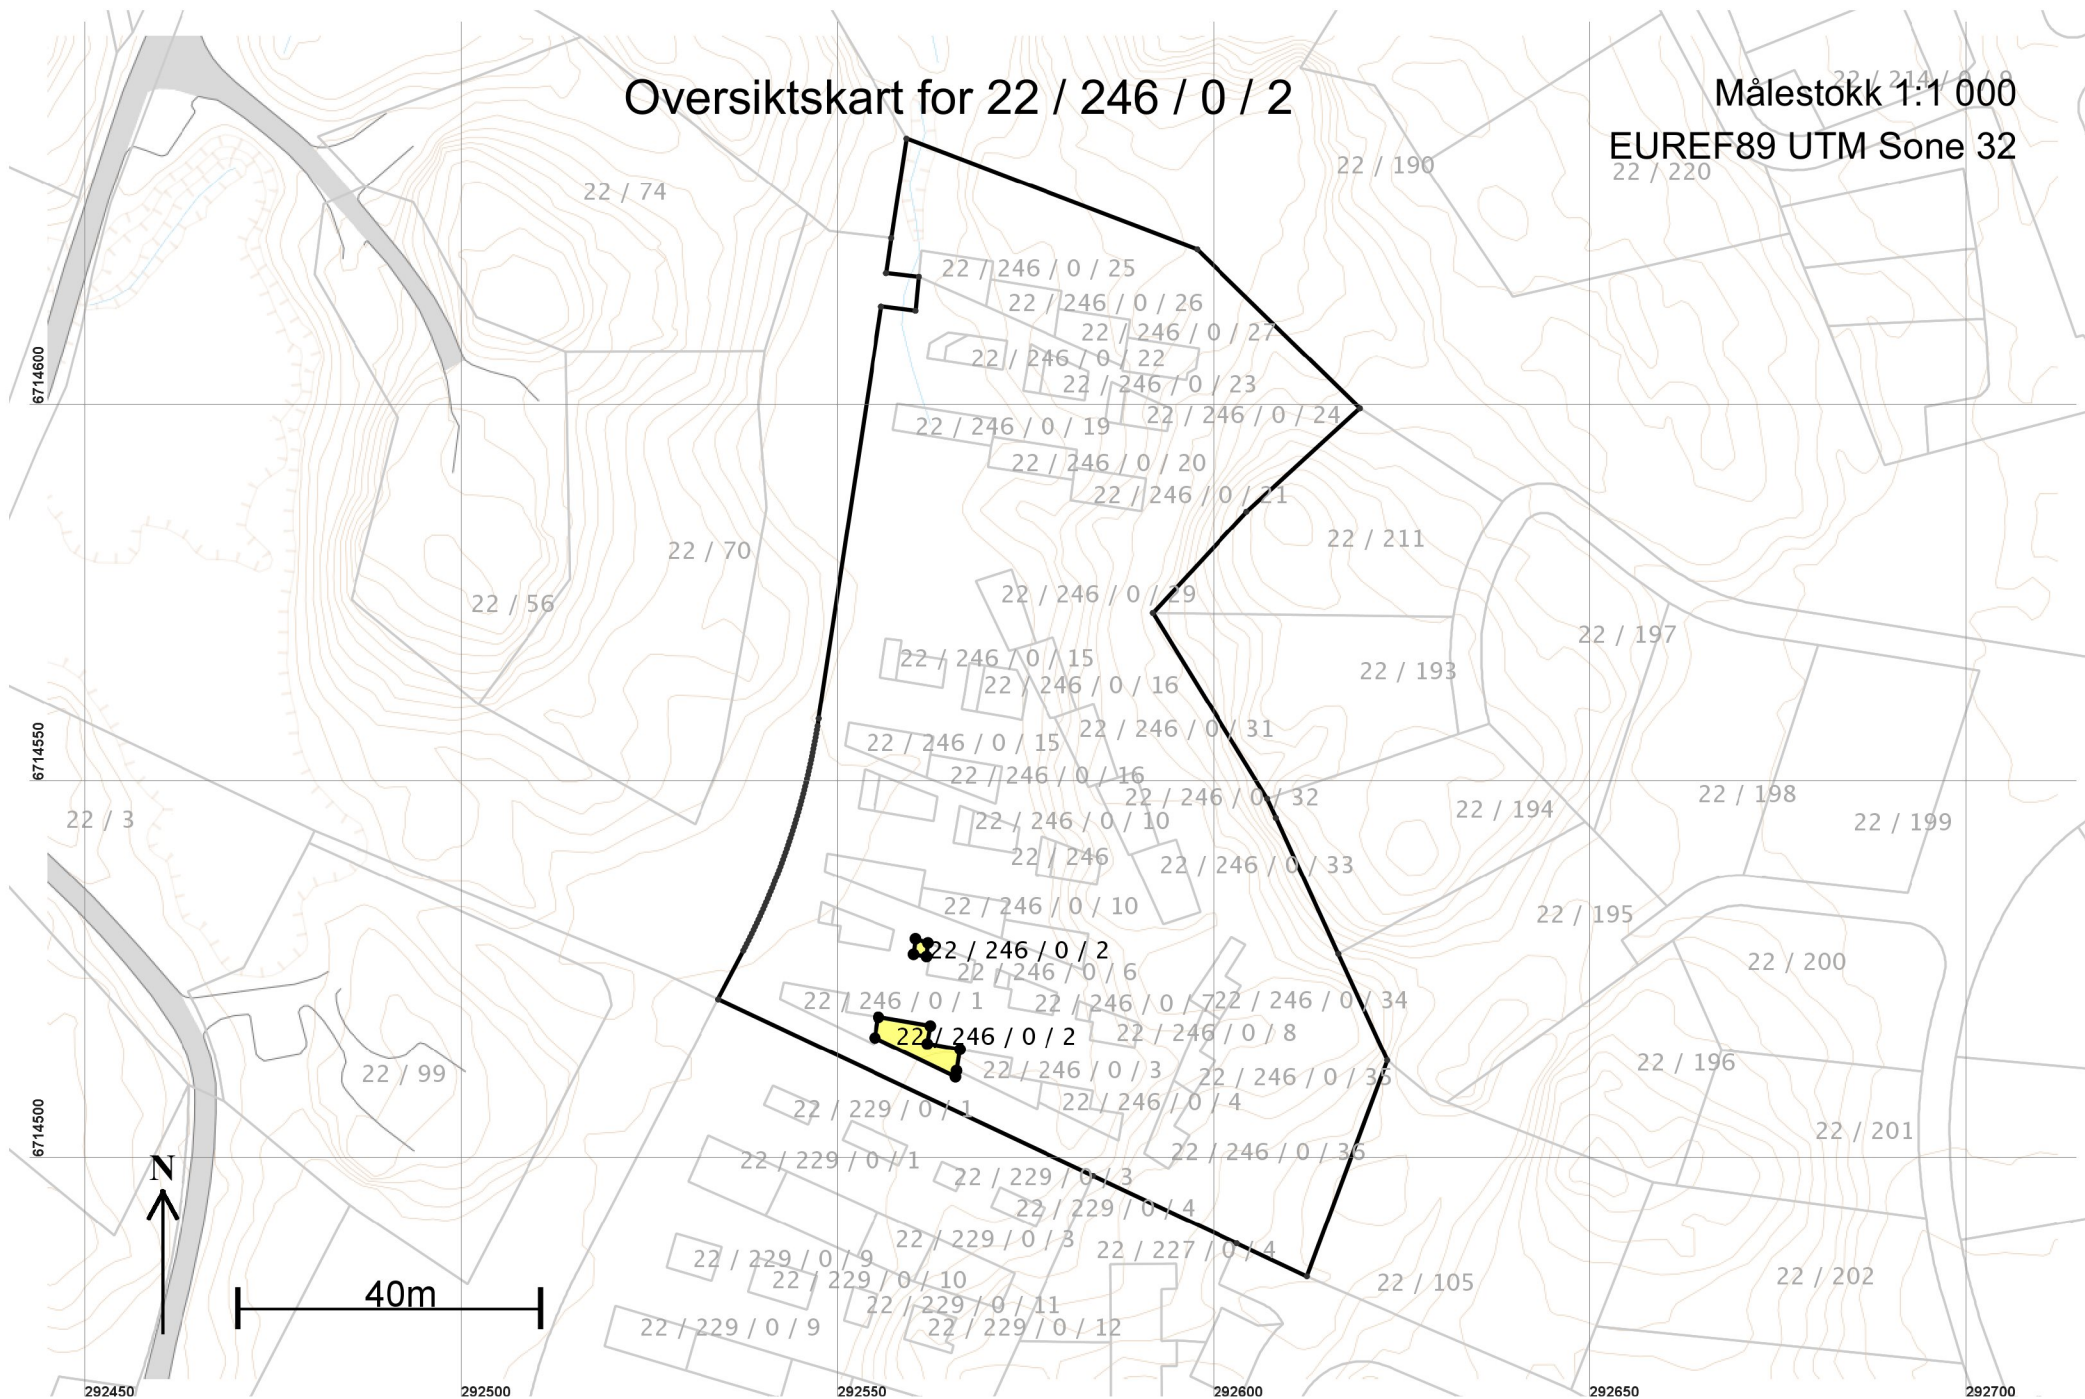 Oversiktskart for 22 / 246 / 0 / 2
Målestokk 1:1 000
EUREF89 UTM Sone 32
22 / 214 / 0 / 8
22 / 190
22 / 220
22 / 74
22 / 246 / 0 / 25
22 / 246 / 0 / 26
22 / 246 / 0 / 27
22 / 246 / 0 / 22
22 / 246 / 0 / 23
22 / 246 / 0 / 24
22 / 246 / 0 / 19
22 / 246 / 0 / 20
22 / 246 / 0 / 21
6714600
22 / 211
22 / 70
22 / 56
22 / 246 / 0 / 29
22 / 197
22 / 246 / 0 / 15
22 / 193
22 / 246 / 0 / 16
22 / 246 / 0 / 31
22 / 246 / 0 / 15
6714550
22 / 246 / 0 / 16
22 / 246 / 0 / 32
22 / 198
22 / 194
22 / 3
22 / 246 / 0 / 10
22 / 199
22 / 246
22 / 246 / 0 / 33
22 / 246 / 0 / 10
22 / 195
22 / 246 / 0 / 2
22 / 200
22 / 246 / 0 / 6
22 / 246 / 0 / 1
22 / 246 / 0 / 7
22 / 246 / 0 / 34
22 / 246 / 0 / 8
22 / 246 / 0 / 2
22 / 196
22 / 99
22 / 246 / 0 / 3
22 / 246 / 0 / 35
22 / 246 / 0 / 4
22 / 229 / 0 / 1
6714500
22 / 201
22 / 246 / 0 / 36
22 / 229 / 0 / 1
N
22 / 229 / 0 / 3
22 / 229 / 0 / 4
22 / 229 / 0 / 3
22 / 227 / 0 / 4
22 / 229 / 0 / 9
22 / 229 / 0 / 10
22 / 105
22 / 202
40m
22 / 229 / 0 / 11
22 / 229 / 0 / 9
22 / 229 / 0 / 12
292450
292500
292550
292600
292650
292700